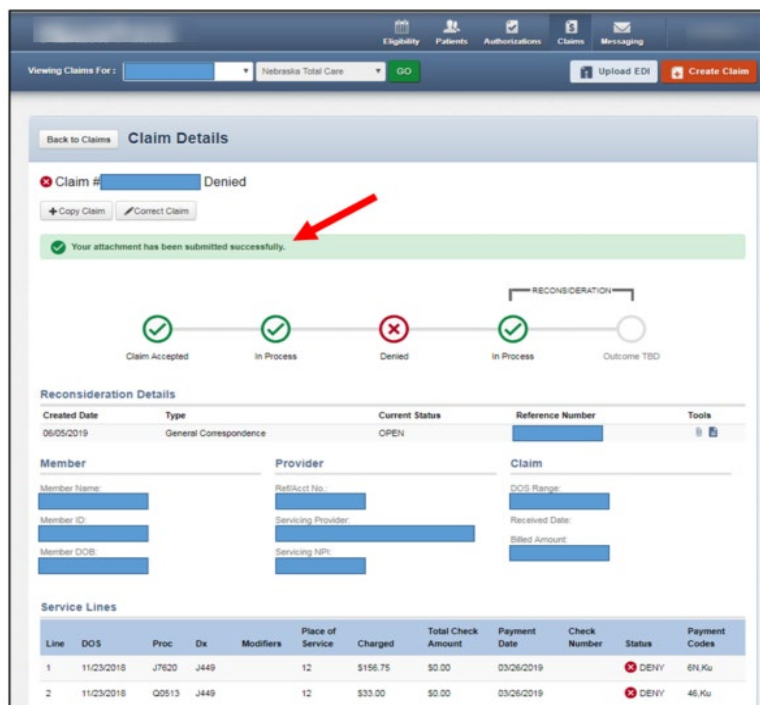 Eligibility Patients Authorizations Claims Messaging
Viewing Claims For : Nebraska Total Care GO Upload EDI Create Claim
Back to Claims Claim Details
Claim # Denied
Copy Claim Correct Claim
Your attachment has been submitted successfully.
RECONSIDERATION
Claim Accepted In Process Denied In Process Outcome TBD
Reconsideration Details
Created Date Type Current Status Reference Number Tools
06/05/2019 General Correspondence OPEN
Member Provider Claim
Member Name: Ref/Acct No.: DOS Range:
Member ID: Servicing Provider: Received Date:
Billed Amount:
Member DOB: Servicing NPI:
Service Lines
Line DOS Proc Dx Modifiers Place of Service Charged Total Check Amount Payment Date Check Number Status Payment Codes
1 11/23/2018 J7620 J449 12 $156.75 $0.00 03/26/2019 DENY 6N,Ku
2 11/23/2018 Q0513 J449 12 $33.00 $0.00 03/26/2019 DENY 46,Ku